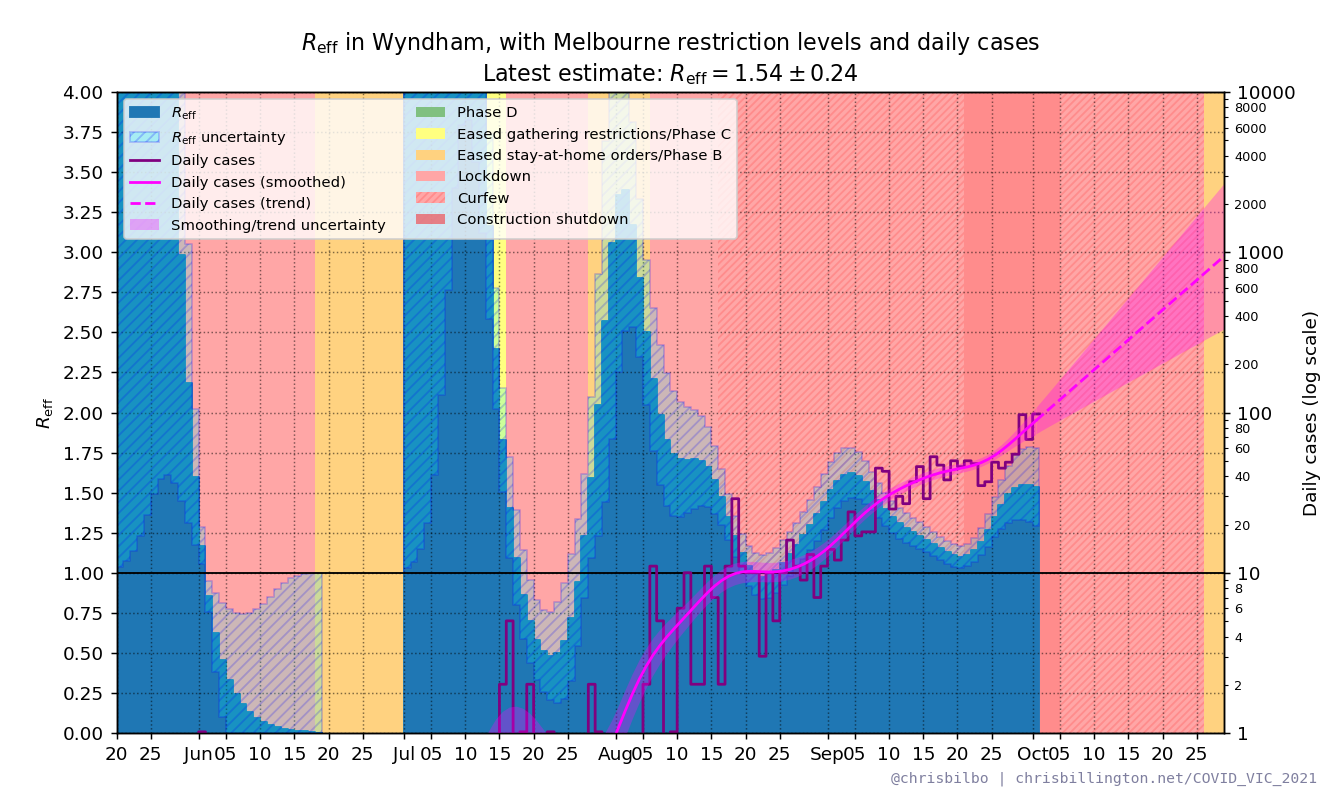 Reff in Wyndham, with Melbourne restriction levels and daily cases
Latest estimate: Reff = 1.54 ± 0.24
Reff
Reff uncertainty
Daily cases
Daily cases (smoothed)
Daily cases (trend)
Smoothing/trend uncertainty
Phase D
Eased gathering restrictions/Phase C
Eased stay-at-home orders/Phase B
Lockdown
Curfew
Construction shutdown
Reff
4.00
3.75
3.50
3.25
3.00
2.75
2.50
2.25
2.00
1.75
1.50
1.25
1.00
0.75
0.50
0.25
0.00
10000
8000
6000
4000
2000
1000
800
600
400
200
100
80
60
40
20
10
8
6
4
2
1
Daily cases (log scale)
20 25 Jun 05 10 15 20 25 Jul 05 10 15 20 25 Aug 05 10 15 20 25 Sep 05 10 15 20 25 Oct 05 10 15 20 25
@chrisbilbo | chrisbillington.net/COVID_VIC_2021